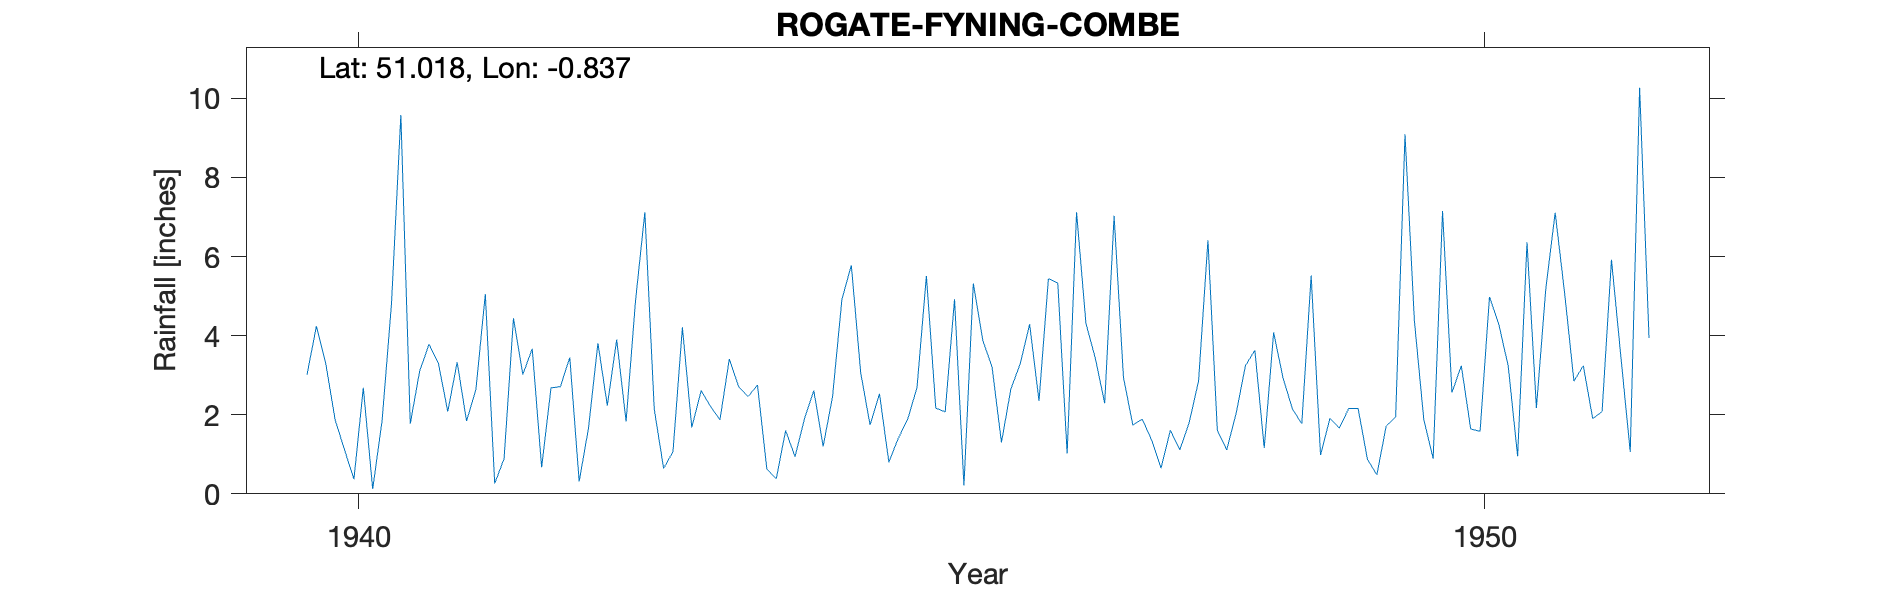 ROGATE-FYNING-COMBE
Lat: 51.018, Lon: -0.837
10
8
6
4
2
0
Rainfall [inches]
1940
1950
Year